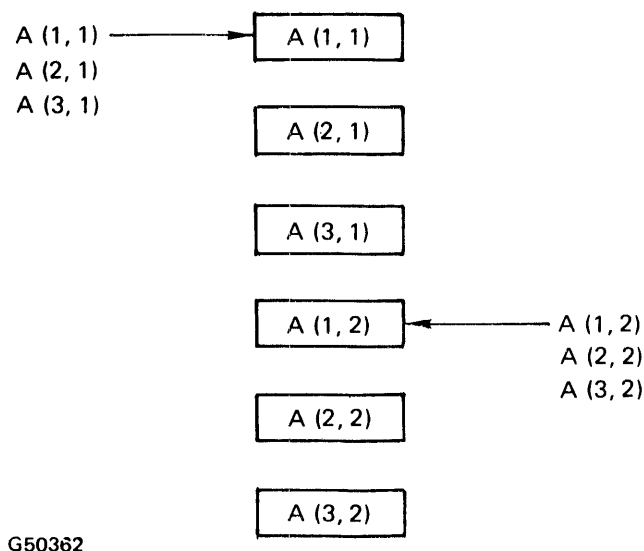 A (1, 1)
A (2, 1)
A (3, 1)
A (1, 1)
A (2, 1)
A (3, 1)
A (1, 2)
A (2, 2)
A (3, 2)
A (1, 2)
A (2, 2)
A (3, 2)
G50362